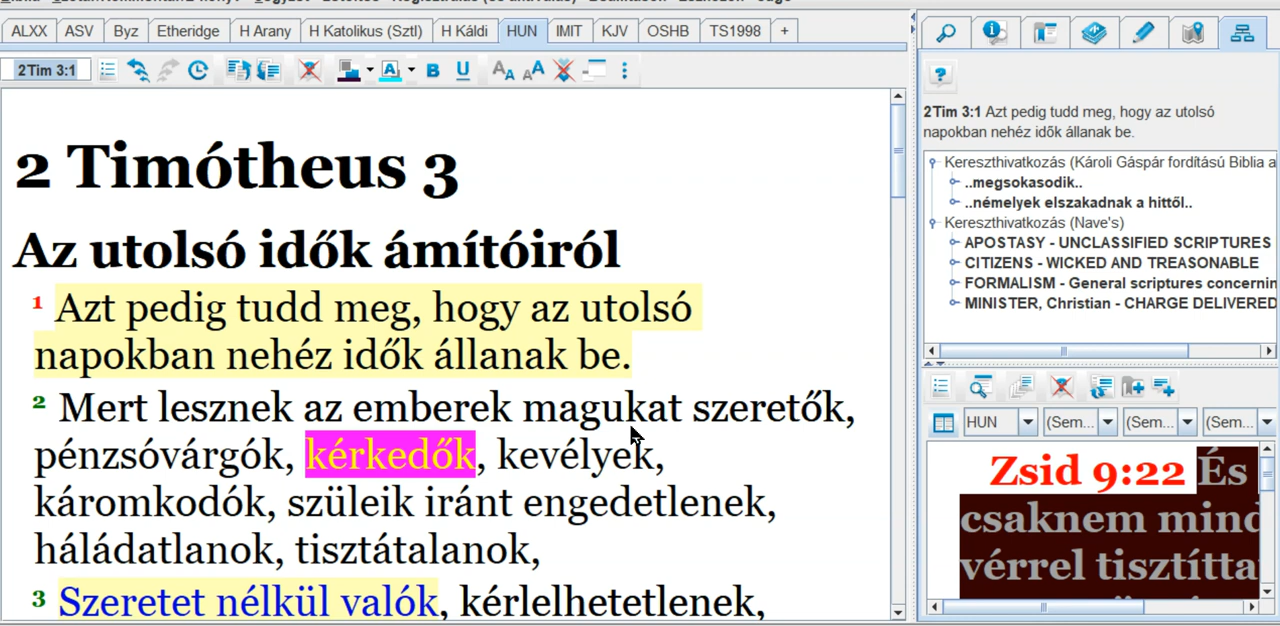 ALXX ASV Byz Etheridge H Arany H Katolikus (Sztl) H Káldi HUN IMIT KJV OSHB TS1998 +
2Tim 3:1
2 Timótheus 3
Az utolsó idők ámítóiról
1 Azt pedig tudd meg, hogy az utolsó
napokban nehéz idők állanak be.
2 Mert lesznek az emberek magukat szeretők,
pénzsóvárgók, kérkedők, kevélyek,
káromkodók, szüleik iránt engedetlenek,
háládatlanok, tisztátalanok,
3 Szeretet nélkül valók, kérlelhetetlenek,
2Tim 3:1 Azt pedig tudd meg, hogy az utolsó
napokban nehéz idők állanak be.
Kereszthivatkozás (Károli Gáspár fordítású Biblia a
..megsokasodik..
..némelyek elszakadnak a hittől..
Kereszthivatkozás (Nave's)
APOSTASY - UNCLASSIFIED SCRIPTURES
CITIZENS - WICKED AND TREASONABLE
FORMALISM - General scriptures concernin
MINISTER, Christian - CHARGE DELIVERED
HUN (Sem... (Sem... (Sem...
Zsid 9:22 És
csaknem mind
vérrel tisztítta